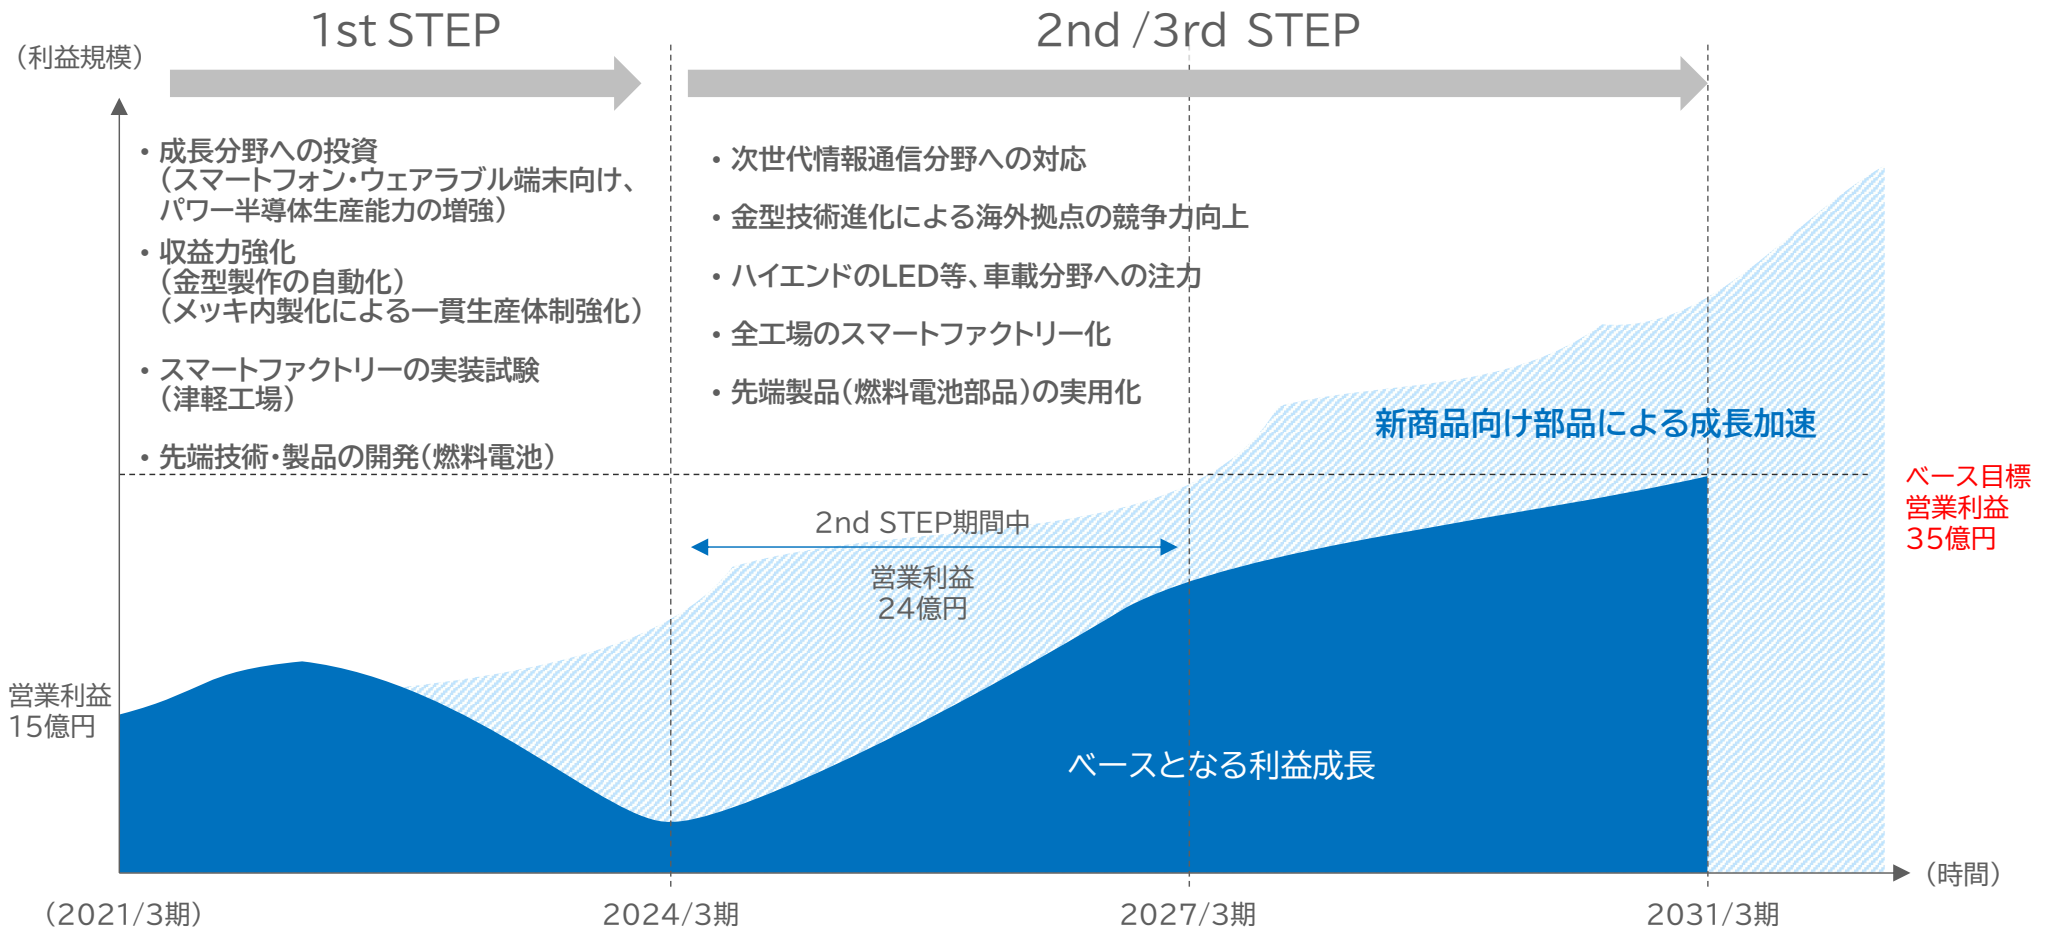 1st STEP
2nd /3rd STEP
（利益規模）
・成長分野への投資
（スマートフォン・ウェアラブル端末向け、
パワー半導体生産能力の増強）
・収益力強化
（金型製作の自動化）
（メッキ内製化による一貫生産体制強化）
・スマートファクトリーの実装試験
（津軽工場）
・先端技術・製品の開発（燃料電池）
・次世代情報通信分野への対応
・金型技術進化による海外拠点の競争力向上
・ハイエンドのLED等、車載分野への注力
・全工場のスマートファクトリー化
・先端製品（燃料電池部品）の実用化
新商品向け部品による成長加速
ベース目標
営業利益
35億円
2nd STEP期間中
営業利益
24億円
営業利益
15億円
ベースとなる利益成長
（時間）
（2021/3期）
2024/3期
2027/3期
2031/3期